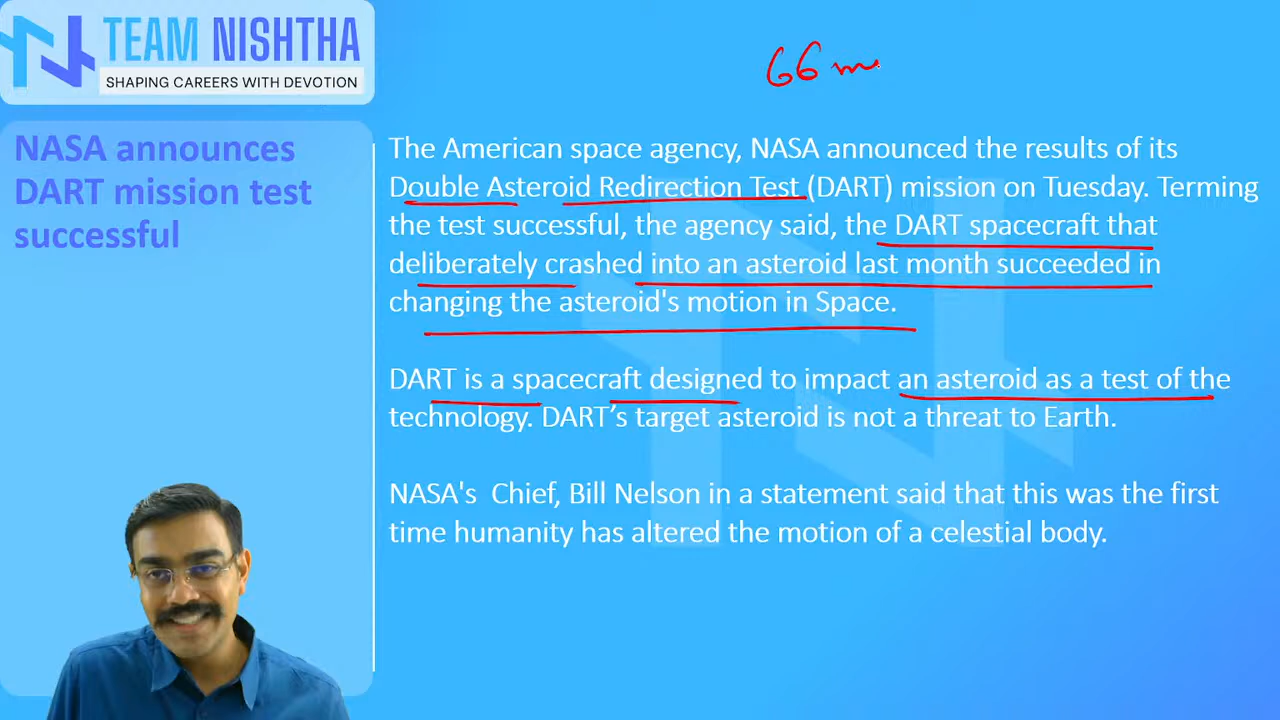 TEAM NISHTHA
SHAPING CAREERS WITH DEVOTION
NASA announces
DART mission test
successful
66 m
The American space agency, NASA announced the results of its
Double Asteroid Redirection Test (DART) mission on Tuesday. Terming
the test successful, the agency said, the DART spacecraft that
deliberately crashed into an asteroid last month succeeded in
changing the asteroid's motion in Space.
DART is a spacecraft designed to impact an asteroid as a test of the
technology. DART’s target asteroid is not a threat to Earth.
NASA's Chief, Bill Nelson in a statement said that this was the first
time humanity has altered the motion of a celestial body.